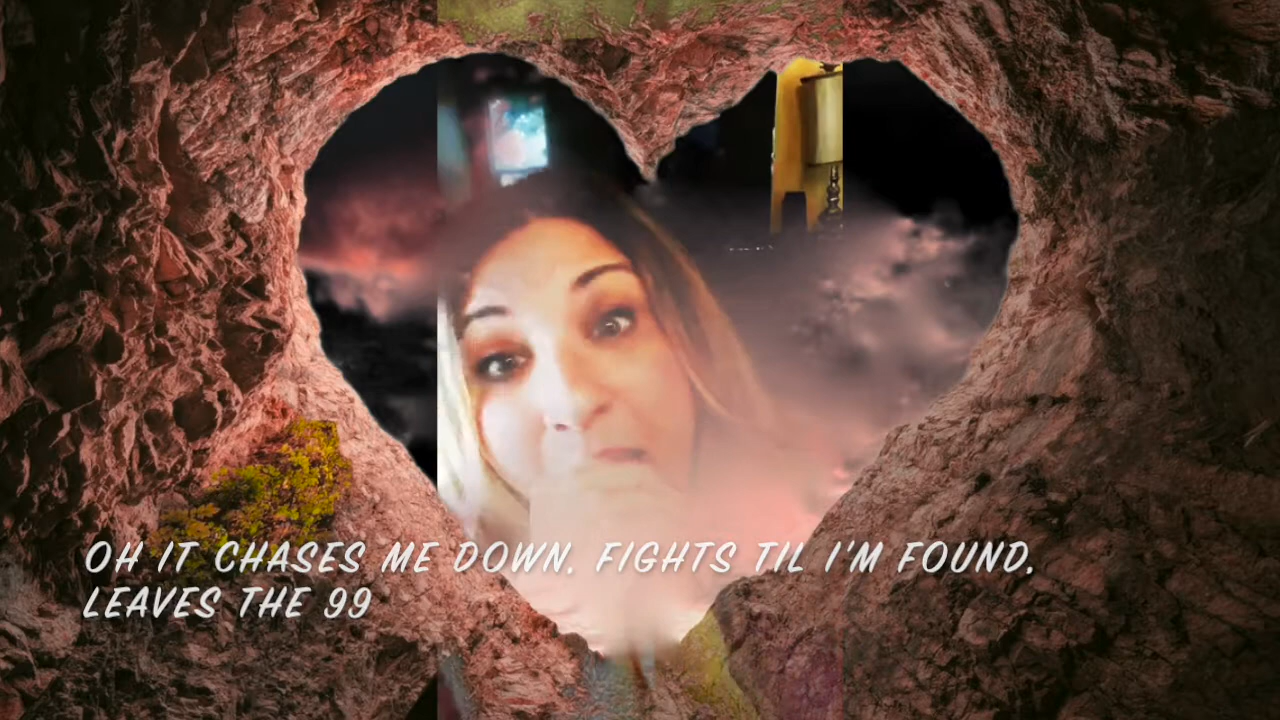 OH IT CHASES ME DOWN, FIGHTS TIL I'M FOUND,
LEAVES THE 99